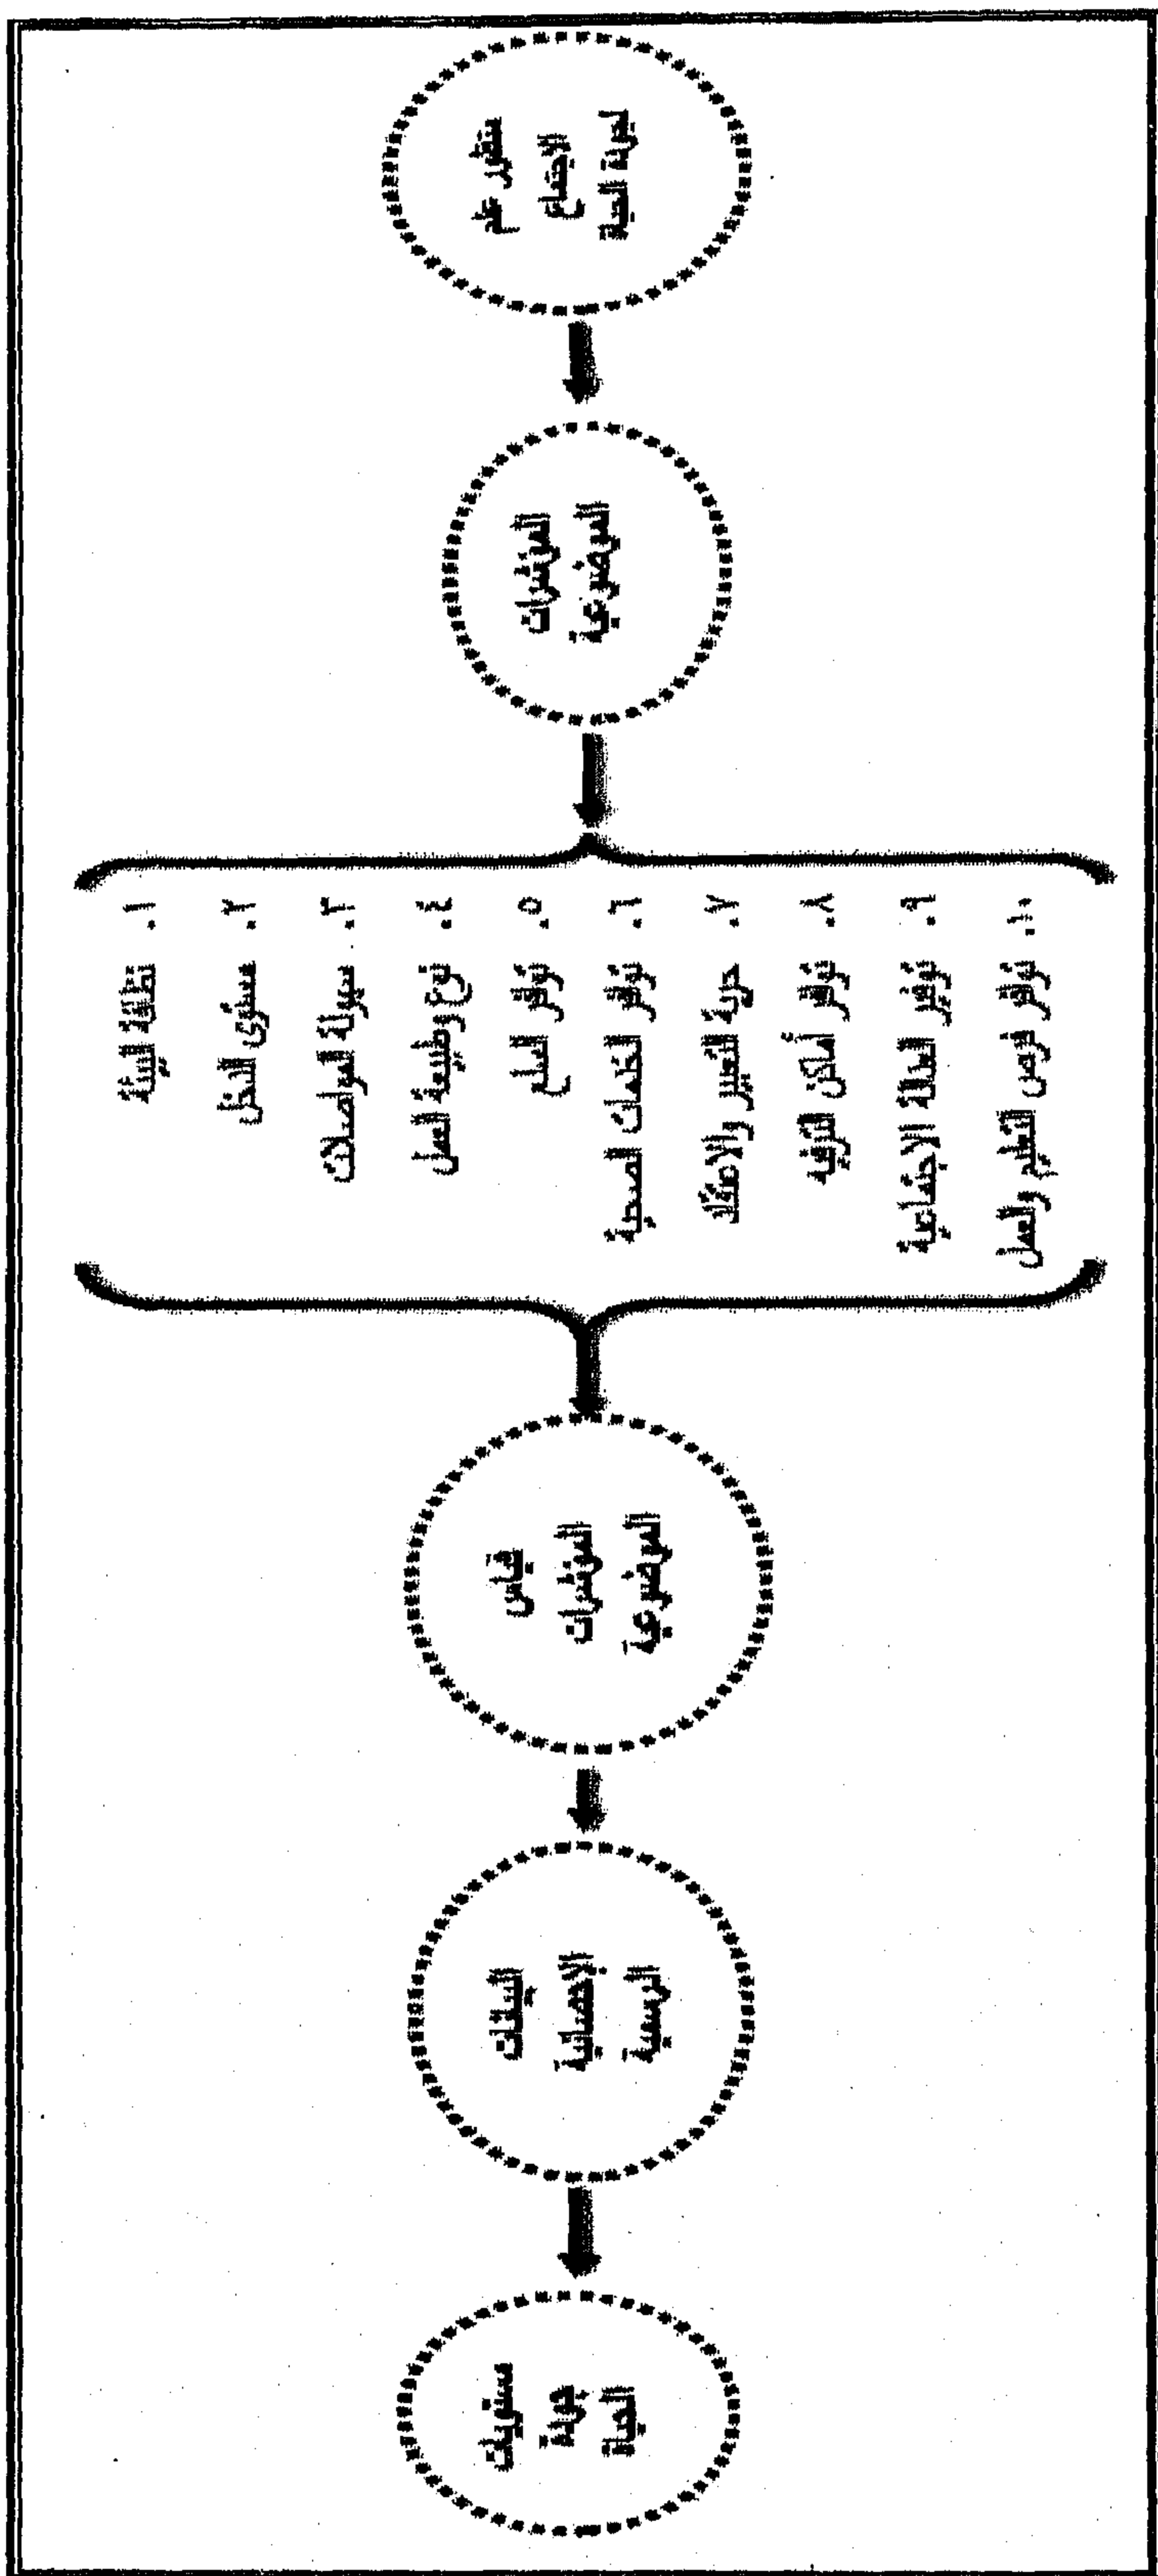 منظور علم
الاجتماع
لجودة الحياة
المؤشرات
الموضوعية
١. نظافة البيئة
٢. مستوى الدخل
٣. سهولة المواصلات
٤. نوع وطبيعة العمل
٥. توفر السلع
٦. توفر الخدمات الصحية
٧. حرية التعبير والاعتقاد
٨. توفر أماكن الترفيه
٩. توفير العدالة الاجتماعية
١٠. توفر فرص التعليم والعمل
قياس
المؤشرات
الموضوعية
البيانات
الإحصائية
الرسمية
مستويات
جودة
الحياة